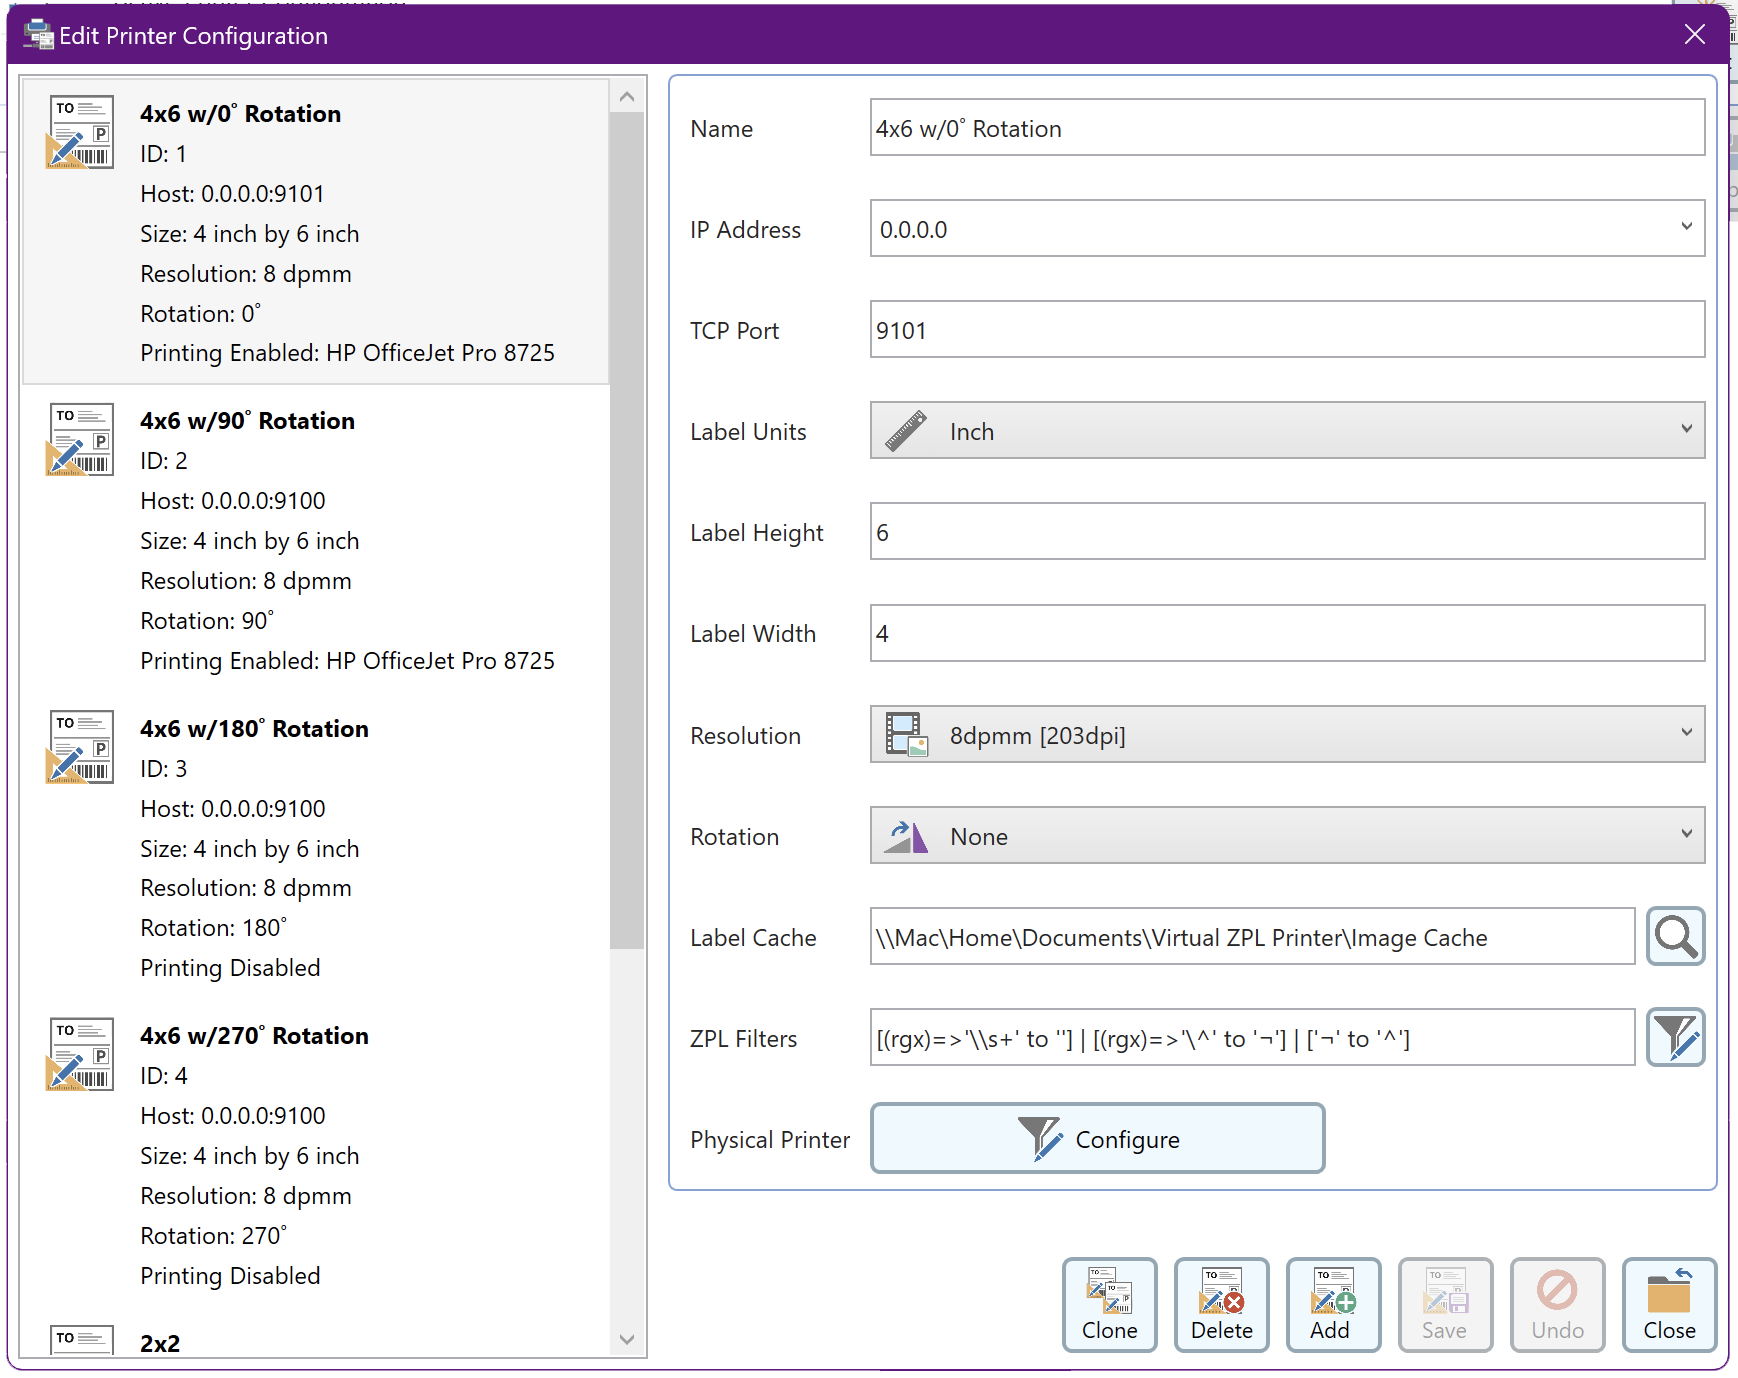 Edit Printer Configuration
4x6 w/0° Rotation
ID: 1
Host: 0.0.0.0:9101
Size: 4 inch by 6 inch
Resolution: 8 dpmm
Rotation: 0°
Printing Enabled: HP OfficeJet Pro 8725
4x6 w/90° Rotation
ID: 2
Host: 0.0.0.0:9100
Size: 4 inch by 6 inch
Resolution: 8 dpmm
Rotation: 90°
Printing Enabled: HP OfficeJet Pro 8725
4x6 w/180° Rotation
ID: 3
Host: 0.0.0.0:9100
Size: 4 inch by 6 inch
Resolution: 8 dpmm
Rotation: 180°
Printing Disabled
4x6 w/270° Rotation
ID: 4
Host: 0.0.0.0:9100
Size: 4 inch by 6 inch
Resolution: 8 dpmm
Rotation: 270°
Printing Disabled
2x2
Name 4x6 w/0° Rotation
IP Address 0.0.0.0
TCP Port 9101
Label Units Inch
Label Height 6
Label Width 4
Resolution 8dpmm [203dpi]
Rotation None
Label Cache \\Mac\Home\Documents\Virtual ZPL Printer\Image Cache
ZPL Filters [(rgx)=>'\\s+' to ''] | [(rgx)=>'\^' to '¬'] | ['¬' to '^']
Physical Printer Configure
Clone Delete Add Save Undo Close